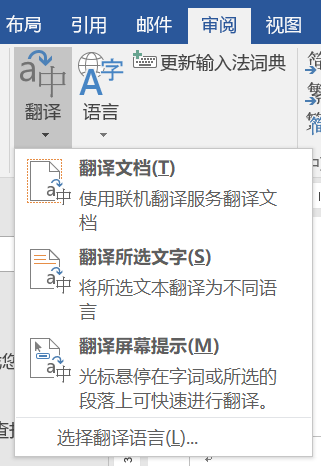 布局 引用 邮件 审阅 视图
更新输入法词典
翻译 语言
翻译文档(T)
使用联机翻译服务翻译文
档
翻译所选文字(S)
将所选文本翻译为不同语
言
翻译屏幕提示(M)
光标悬停在字词或所选的
段落上可快速进行翻译。
选择翻译语言(L)...